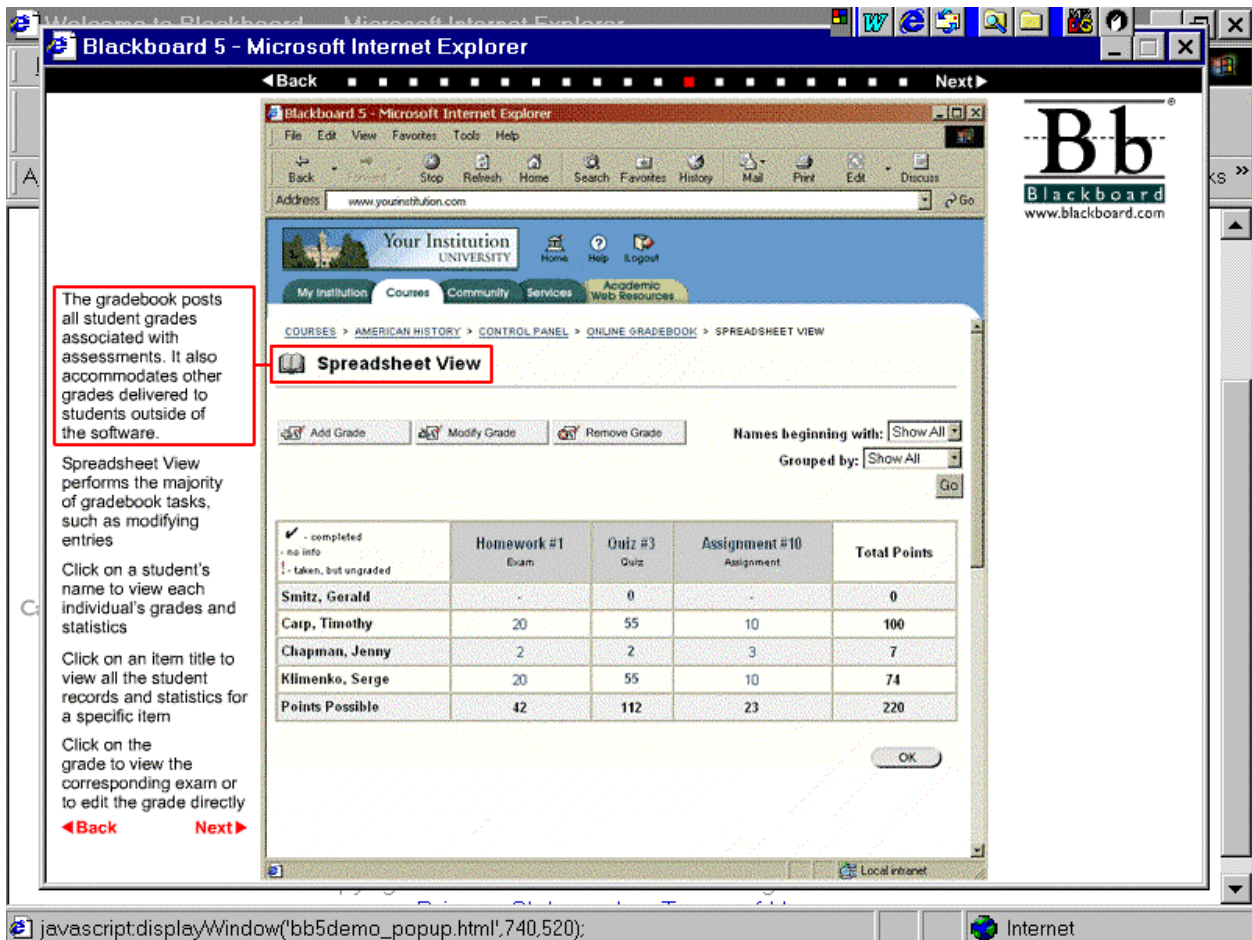 Welcome to Blackboard Microsoft Internet Explorer
Blackboard 5 - Microsoft Internet Explorer
Back
Next
Bb
®
Blackboard
www.blackboard.com
Blackboard 5 - Microsoft Internet Explorer
File Edit View Favorites Tools Help
Back Forward Stop Refresh Home Search Favorites History Mail Print Edit Discuss
Address www.yourinstitution.com Go
Your Institution
UNIVERSITY
Home Help Logout
My Institution Courses Community Services Academic Web Resources
COURSES > AMERICAN HISTORY > CONTROL PANEL > ONLINE GRADEBOOK > SPREADSHEET VIEW
Spreadsheet View
The gradebook posts
all student grades
associated with
assessments. It also
accommodates other
grades delivered to
students outside of
the software.
Spreadsheet View
performs the majority
of gradebook tasks,
such as modifying
entries
Click on a student's
name to view each
individual's grades and
statistics
Click on an item title to
view all the student
records and statistics for
a specific item
Click on the
grade to view the
corresponding exam or
to edit the grade directly
Back Next
Add Grade Modify Grade Remove Grade
Names beginning with: Show All
Grouped by: Show All
Go
✔ - completed
- no info
! - taken, but ungraded
Homework #1
Exam
Quiz #3
Quiz
Assignment #10
Assignment
Total Points
Smitz, Gerald - 0 - 0
Carp, Timothy 20 55 10 100
Chapman, Jenny 2 2 3 7
Klimenko, Serge 20 55 10 74
Points Possible 42 112 23 220
OK
Local intranet
javascript:displayWindow('bb5demo_popup.html',740,520);
Internet